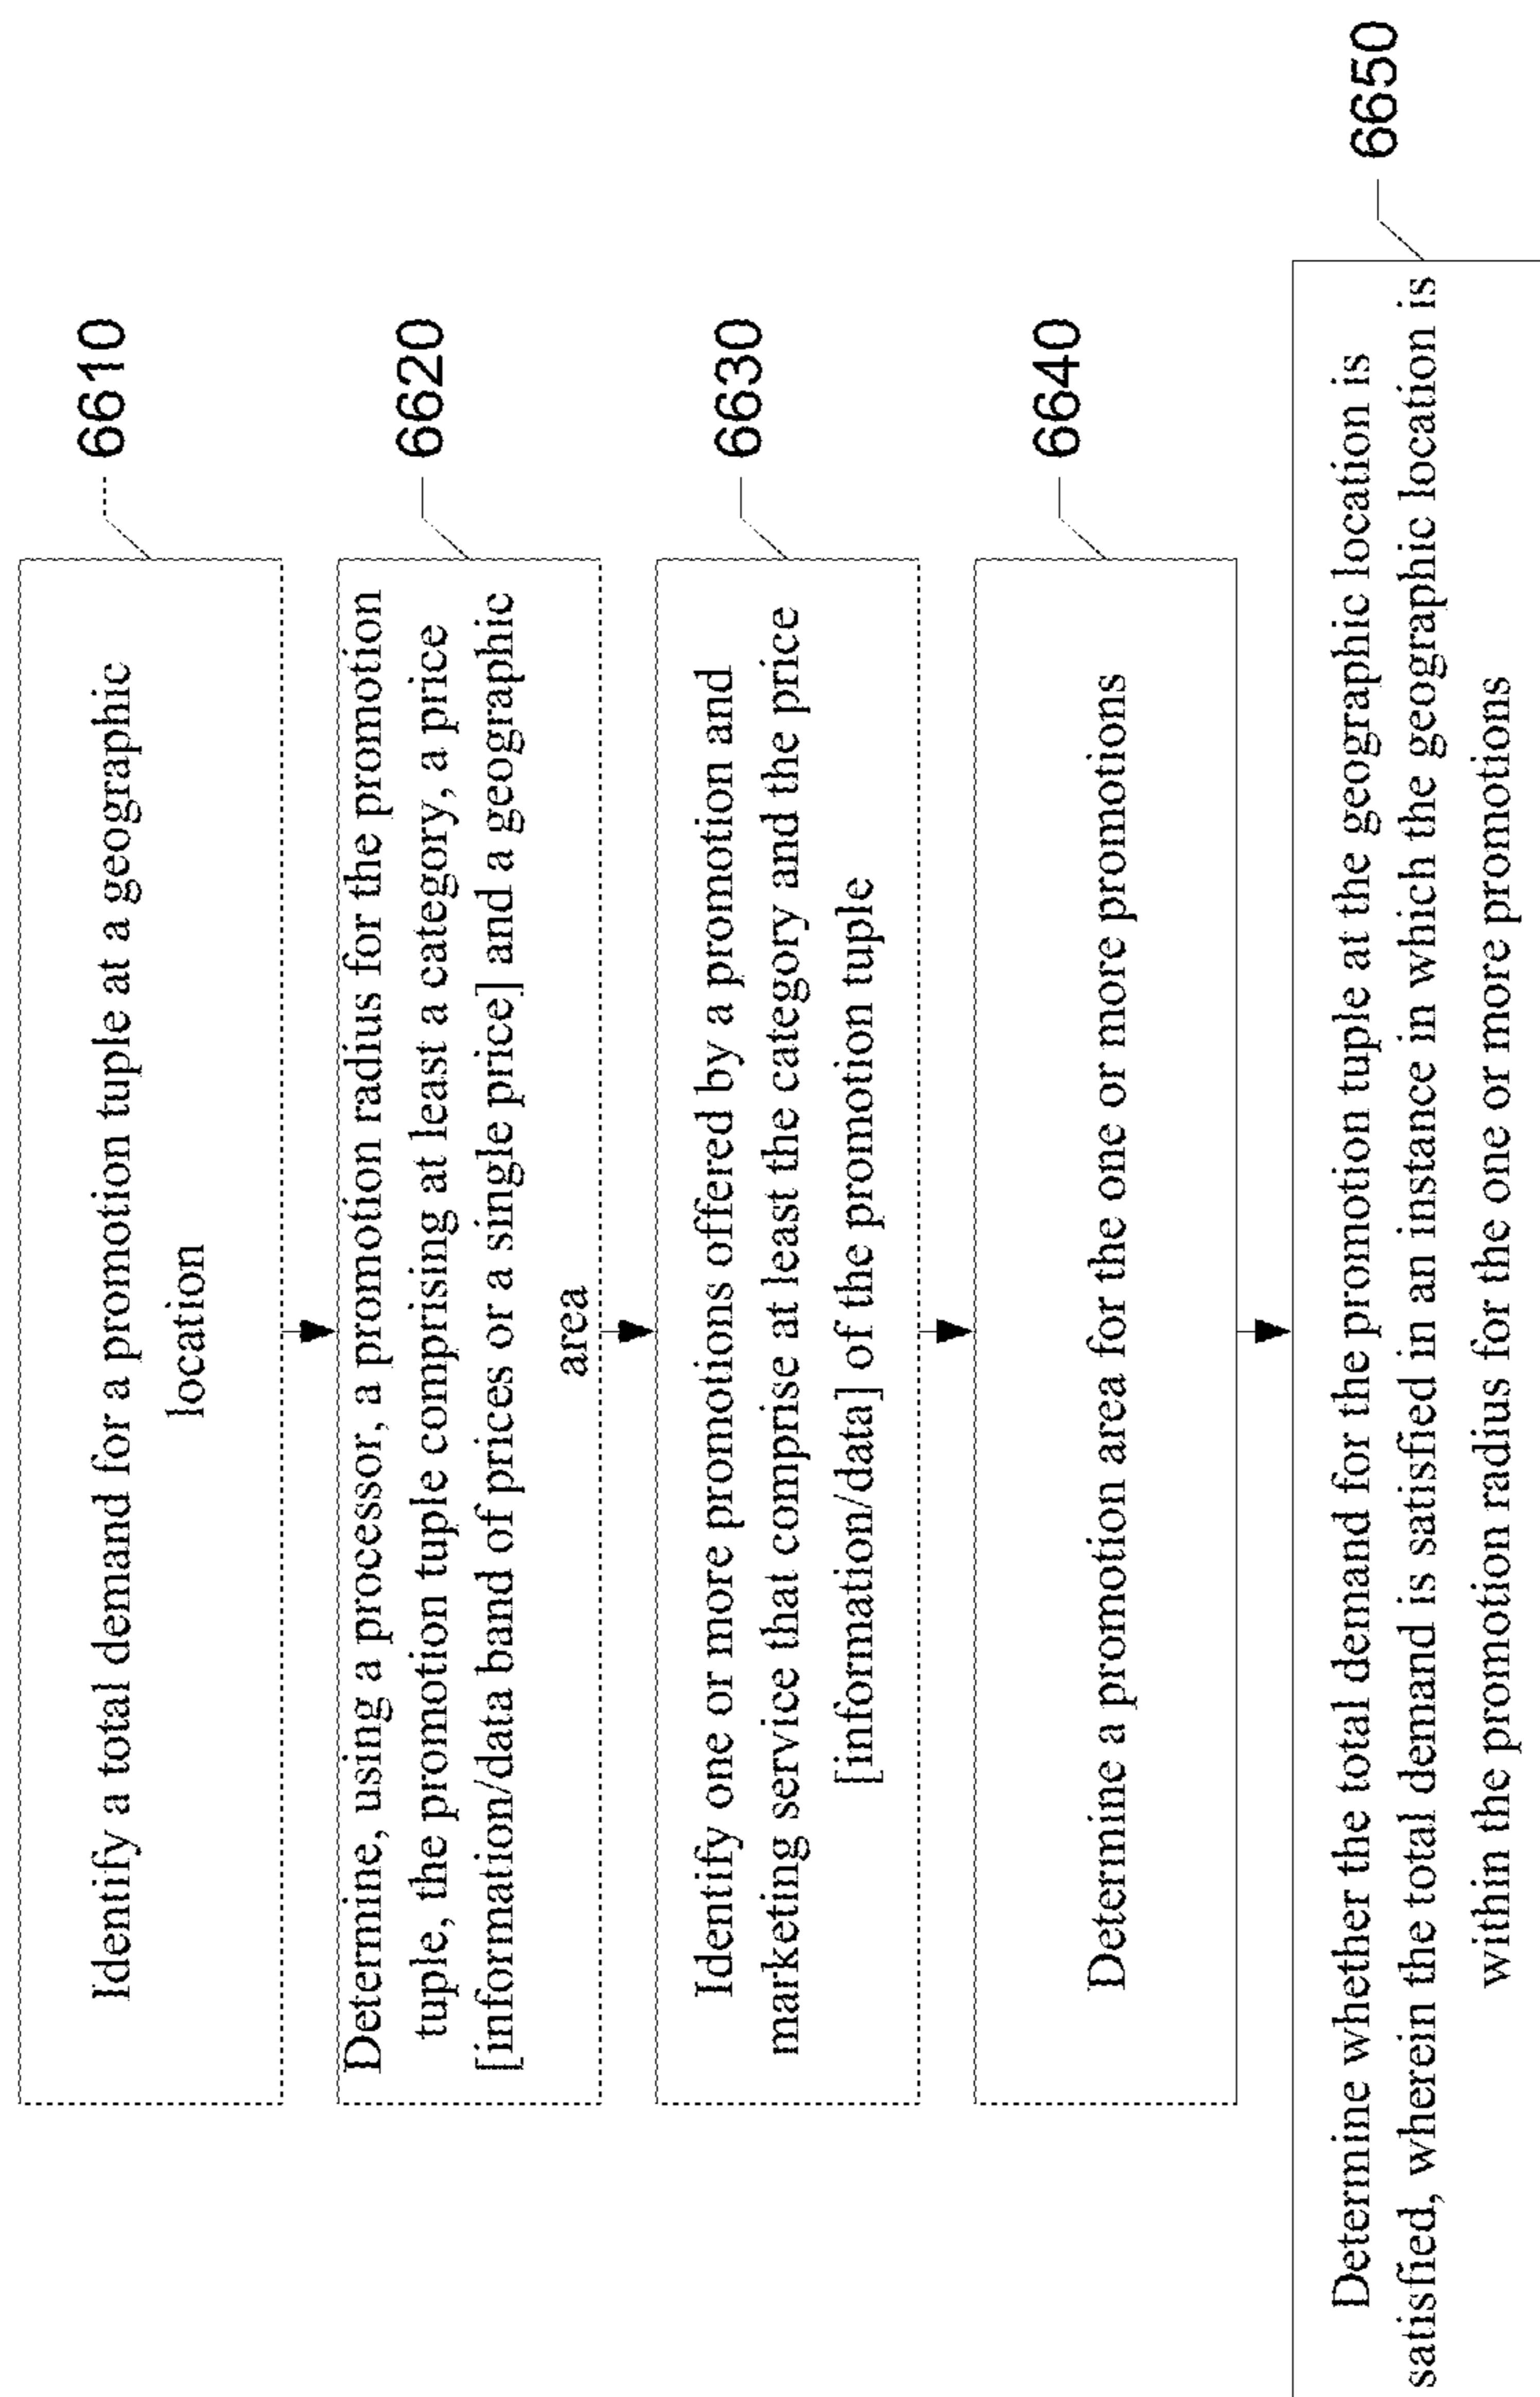 Identify a total demand for a promotion tuple at a geographic
location
6610
Determine, using a processor, a promotion radius for the promotion
tuple, the promotion tuple comprising at least a category, a price
[information/data band of prices or a single price] and a geographic
area
6620
Identify one or more promotions offered by a promotion and
marketing service that comprise at least the category and the price
[information/data] of the promotion tuple
6630
Determine a promotion area for the one or more promotions
6640
Determine whether the total demand for the promotion tuple at the geographic location is
satisfied, wherein the total demand is satisfied in an instance in which the geographic location is
within the promotion radius for the one or more promotions
6650